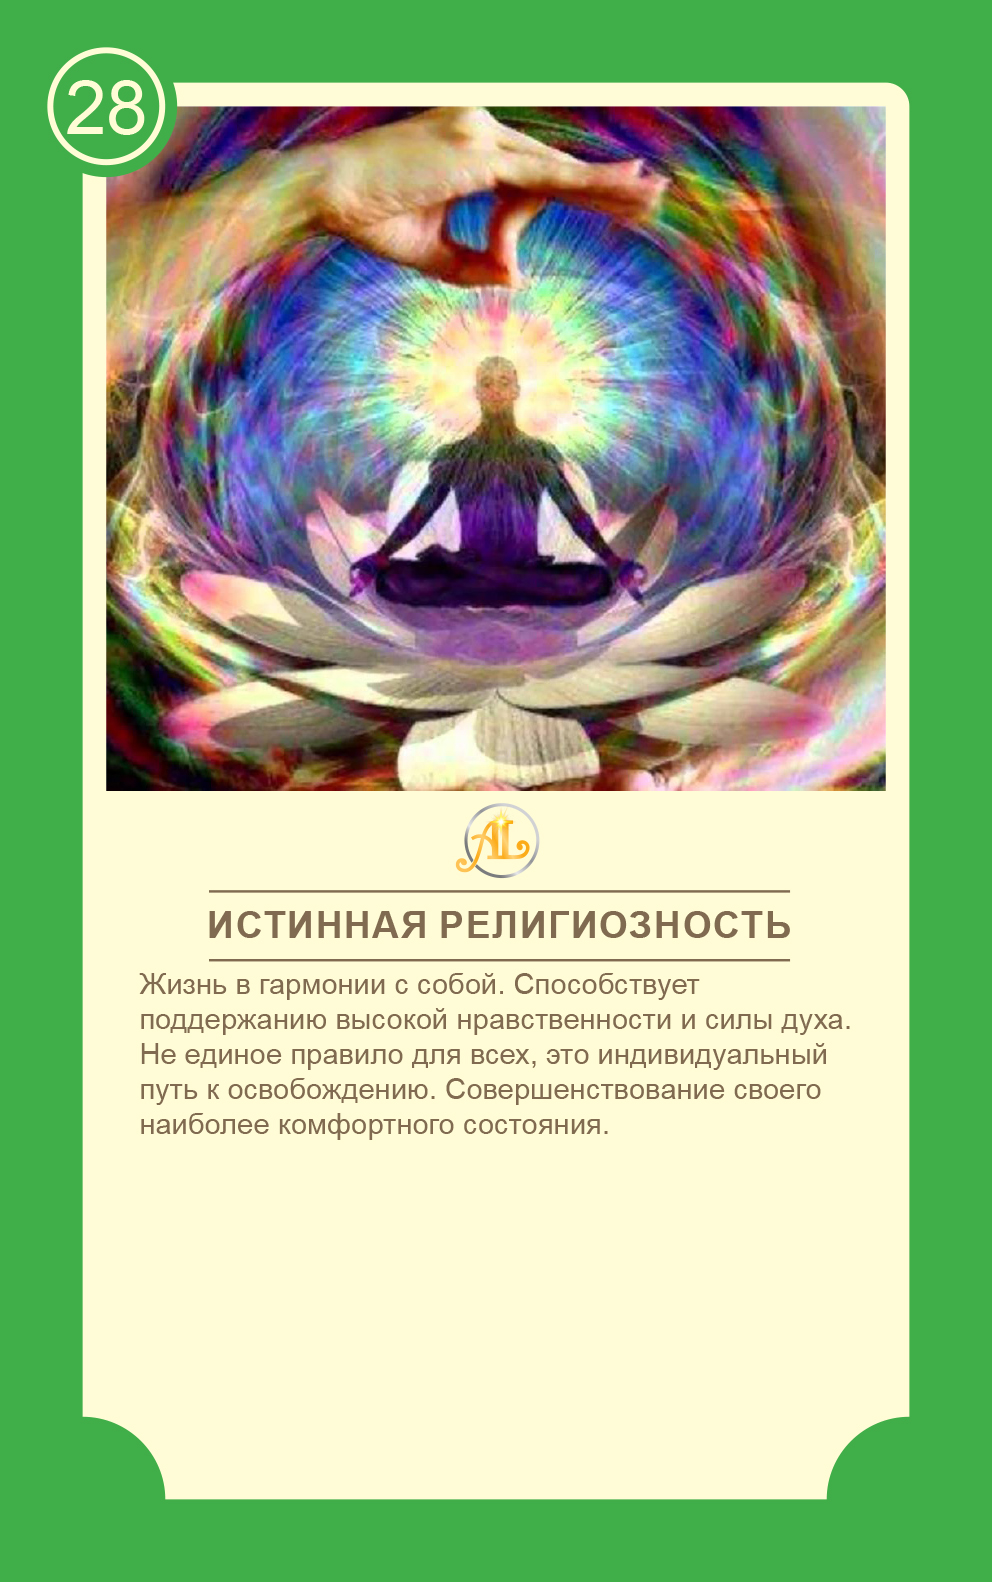 28
AL
ИСТИННАЯ РЕЛИГИОЗНОСТЬ
Жизнь в гармонии с собой. Способствует
поддержанию высокой нравственности и силы духа.
Не единое правило для всех, это индивидуальный
путь к освобождению. Совершенствование своего
наиболее комфортного состояния.